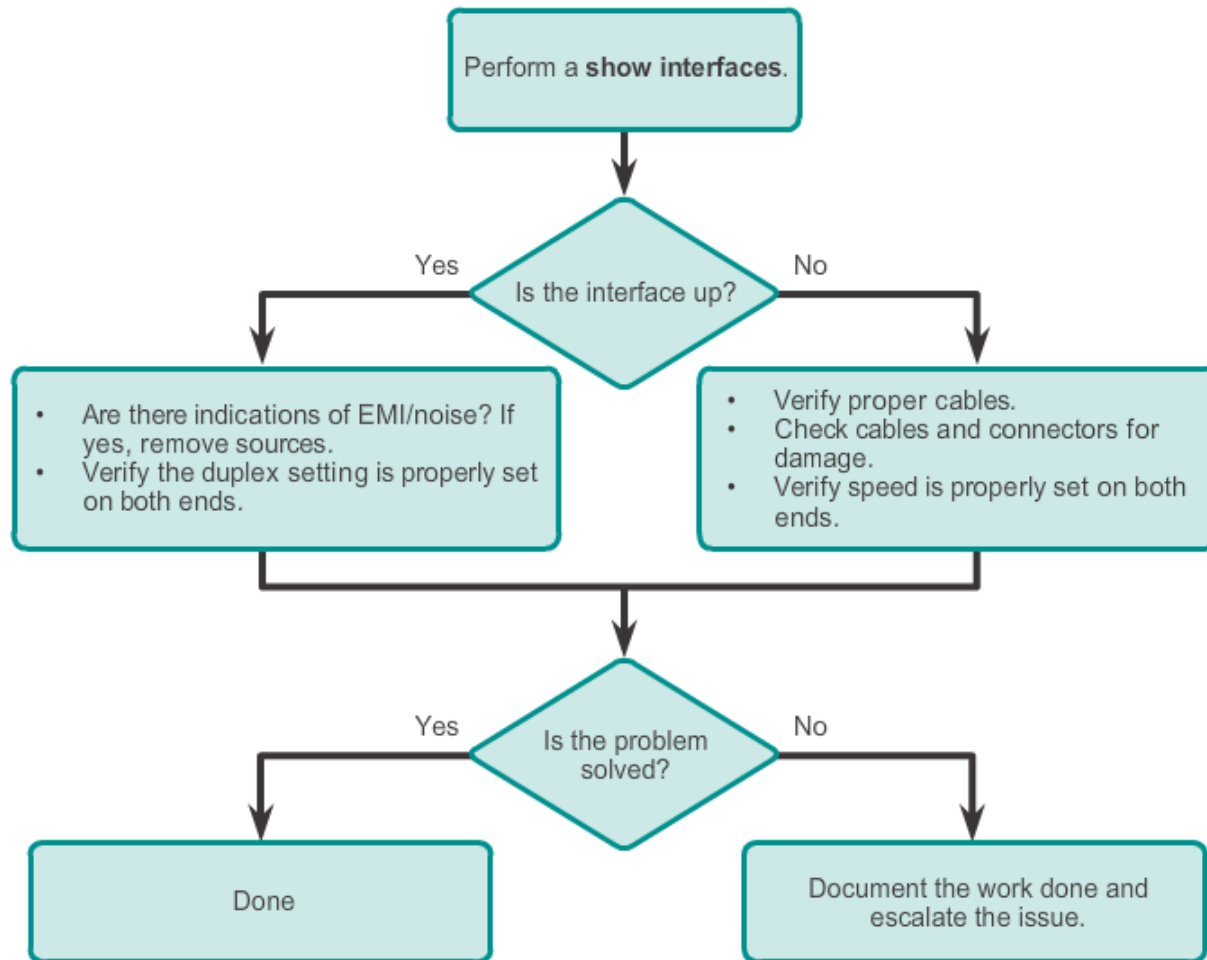 Perform a show interfaces.
Yes
No
Is the interface up?
• Are there indications of EMI/noise? If
yes, remove sources.
• Verify the duplex setting is properly set
on both ends.
• Verify proper cables.
• Check cables and connectors for
damage.
• Verify speed is properly set on both
ends.
Yes
No
Is the problem
solved?
Done
Document the work done and
escalate the issue.